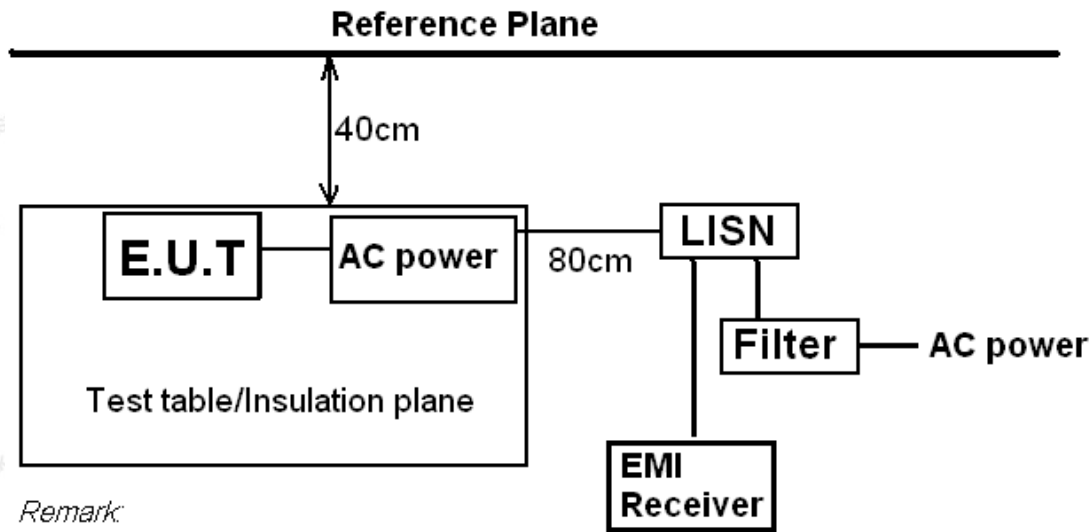 Reference Plane
40cm
E.U.T
AC power
80cm
LISN
Filter
AC power
Test table/Insulation plane
EMI
Receiver
Remark: